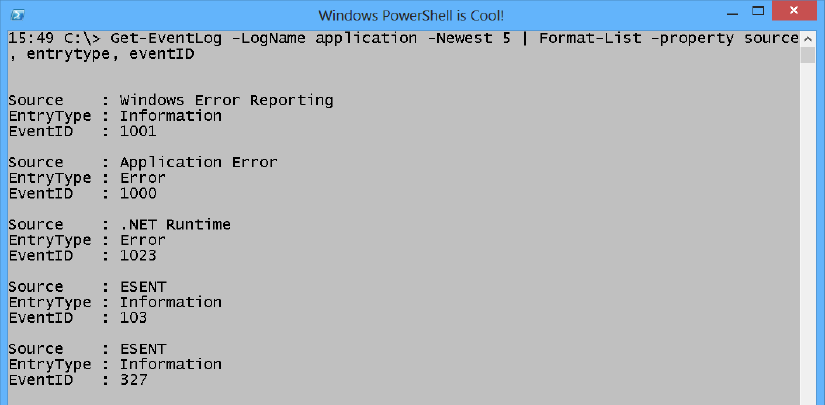 Windows PowerShell is Cool!
15:49 C:\> Get-EventLog -LogName application -Newest 5 | Format-List -property source
, entrytype, eventID
Source    : Windows Error Reporting
EntryType : Information
EventID   : 1001
Source    : Application Error
EntryType : Error
EventID   : 1000
Source    : .NET Runtime
EntryType : Error
EventID   : 1023
Source    : ESENT
EntryType : Information
EventID   : 103
Source    : ESENT
EntryType : Information
EventID   : 327